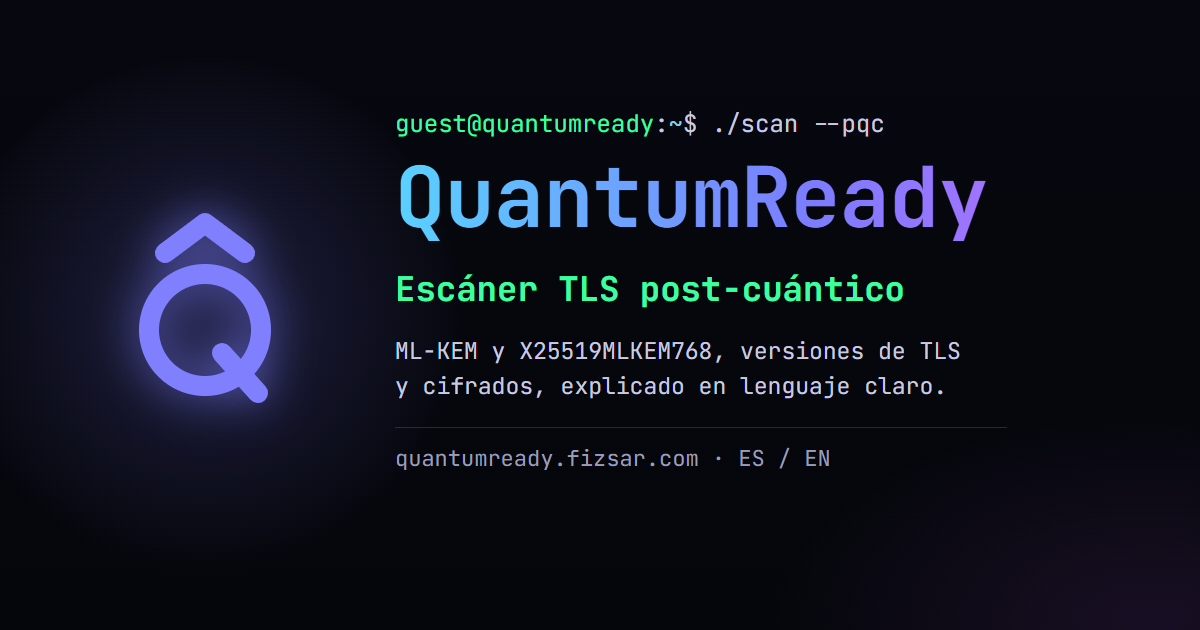 guest@quantumready:~$ ./scan --pqc
QuantumReady
Escáner TLS post-cuántico
ML-KEM y X25519MLKEM768, versiones de TLS
y cifrados, explicado en lenguaje claro.
quantumready.fizsar.com · ES / EN